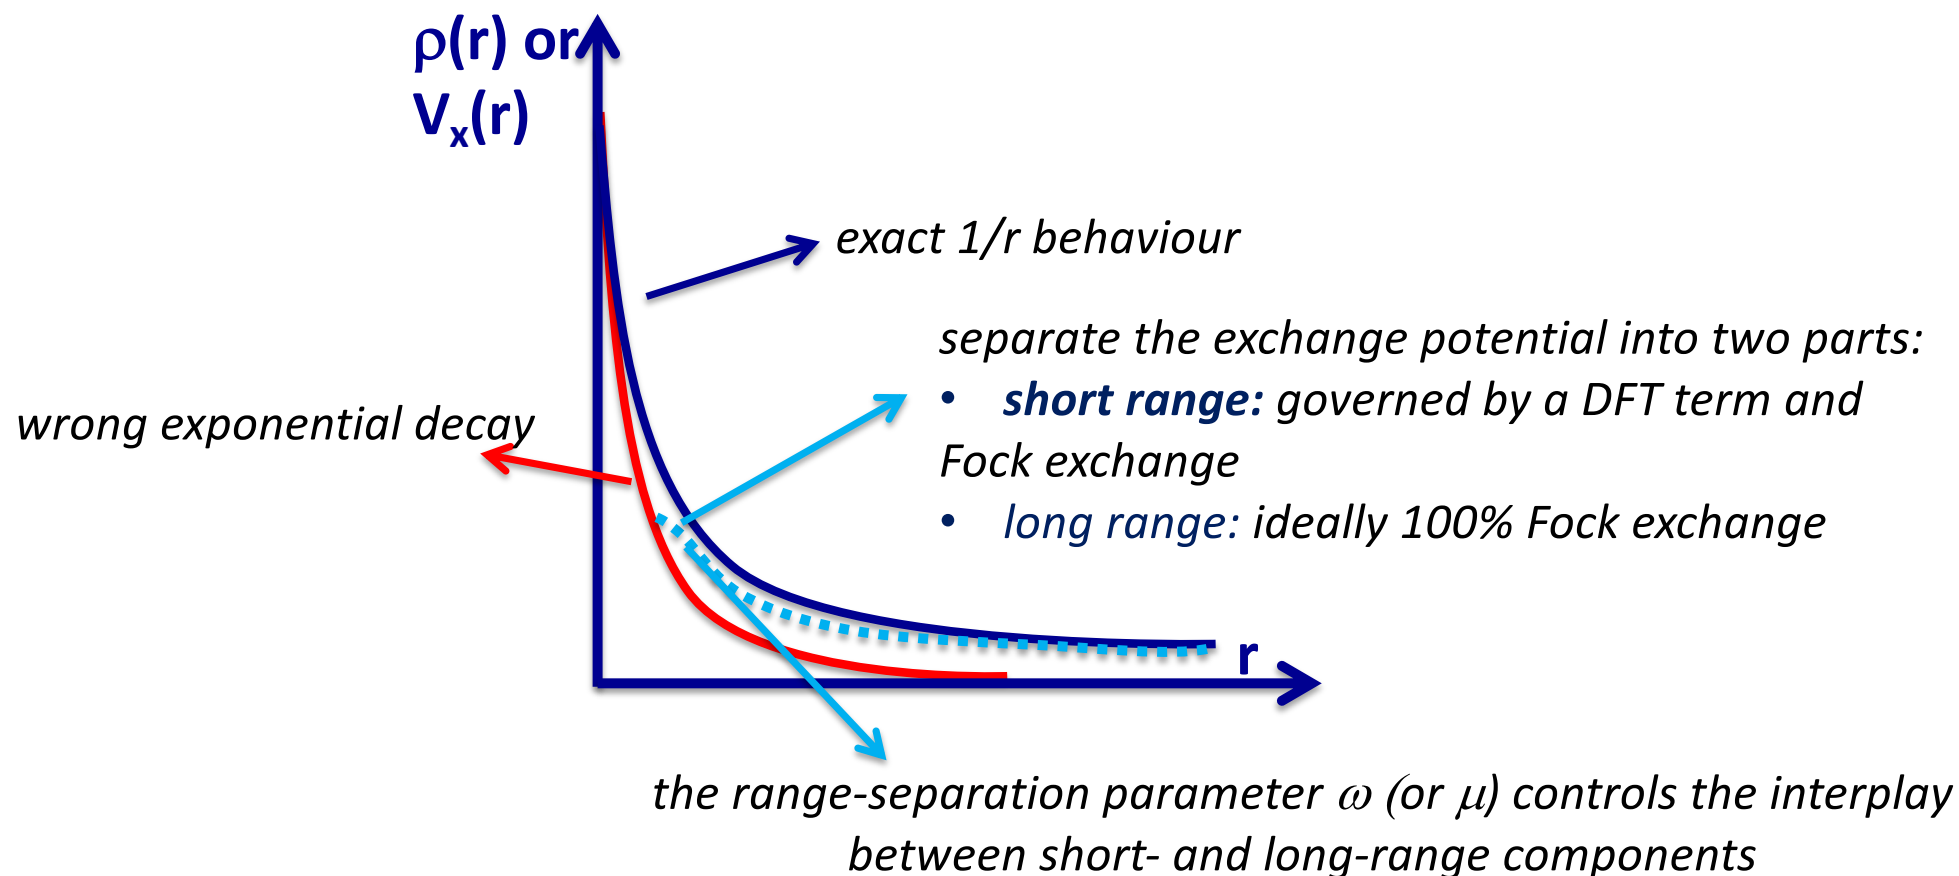 ρ(r) or
Vₓ(r)
exact 1/r behaviour
separate the exchange potential into two parts:
• short range: governed by a DFT term and
Fock exchange
• long range: ideally 100% Fock exchange
wrong exponential decay
r
the range-separation parameter ω (or μ) controls the interplay
between short- and long-range components